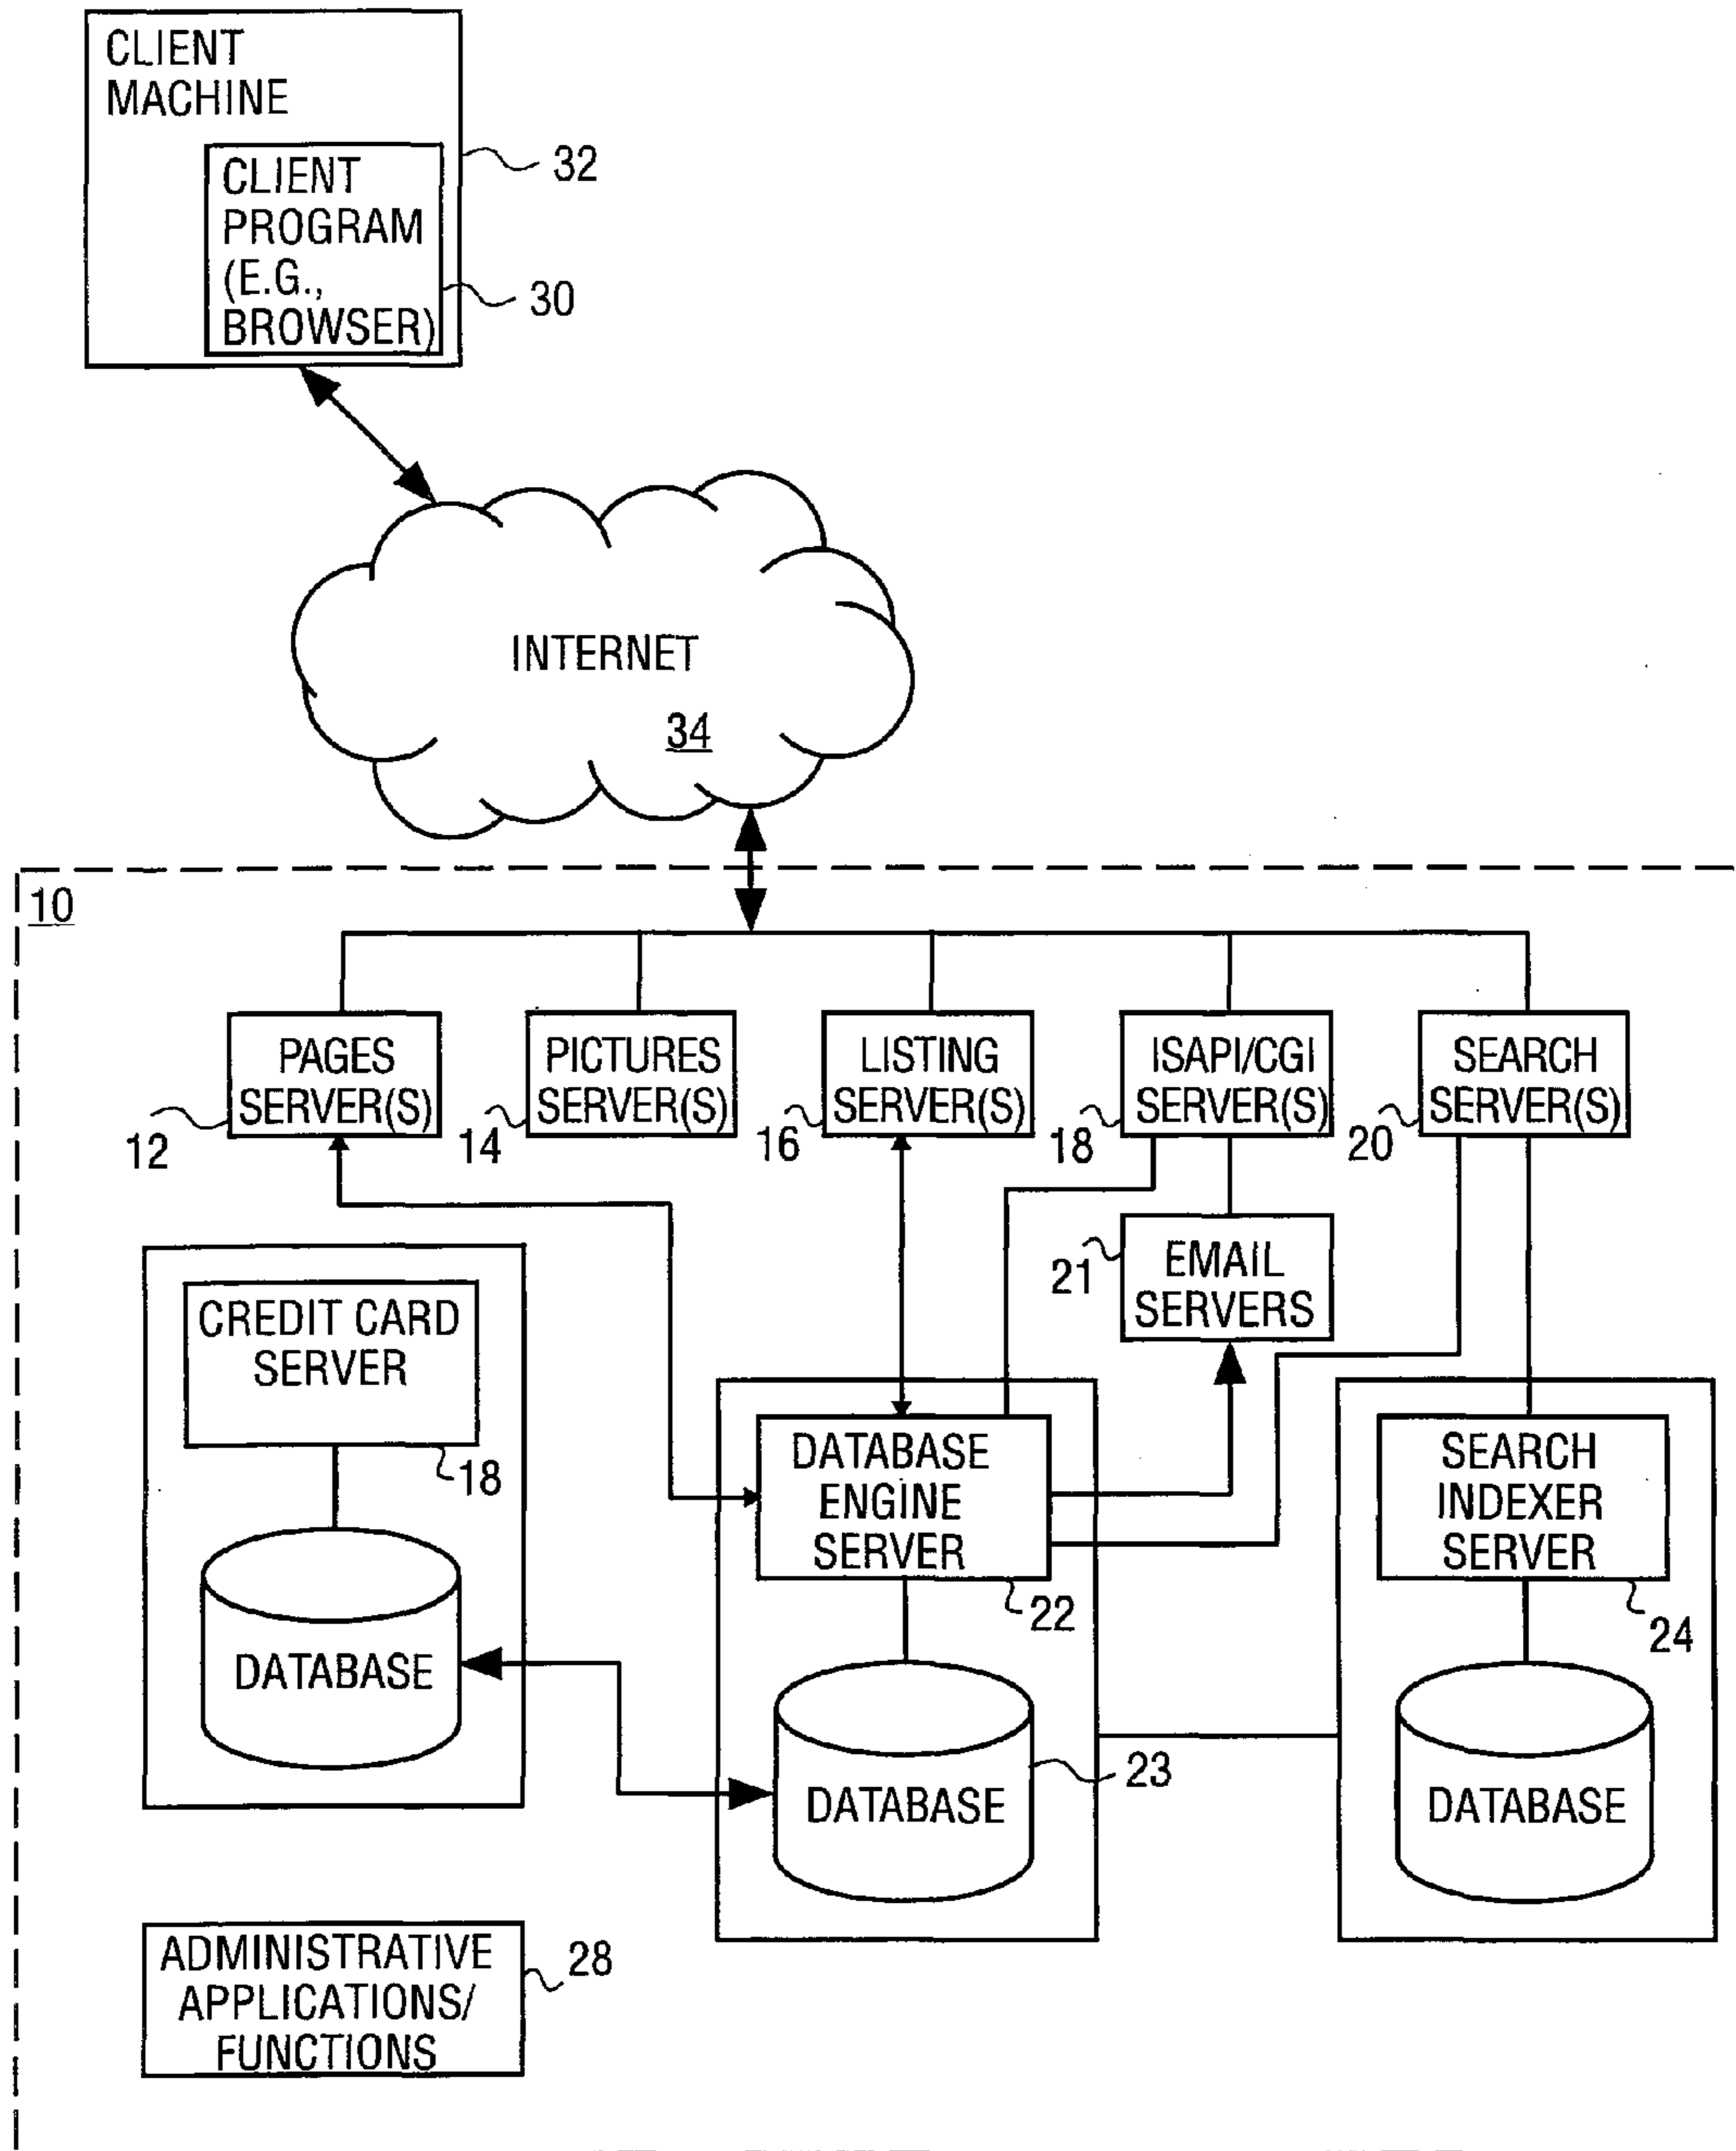 CLIENT
MACHINE
CLIENT
PROGRAM
(E.G.,
BROWSER)
32
30
INTERNET
34
10
PAGES
SERVER(S)
12
PICTURES
SERVER(S)
14
LISTING
SERVER(S)
16
ISAPI/CGI
SERVER(S)
18
SEARCH
SERVER(S)
20
21
EMAIL
SERVERS
CREDIT CARD
SERVER
18
DATABASE
DATABASE
ENGINE
SERVER
22
DATABASE
23
SEARCH
INDEXER
SERVER
24
DATABASE
ADMINISTRATIVE
APPLICATIONS/
FUNCTIONS
28